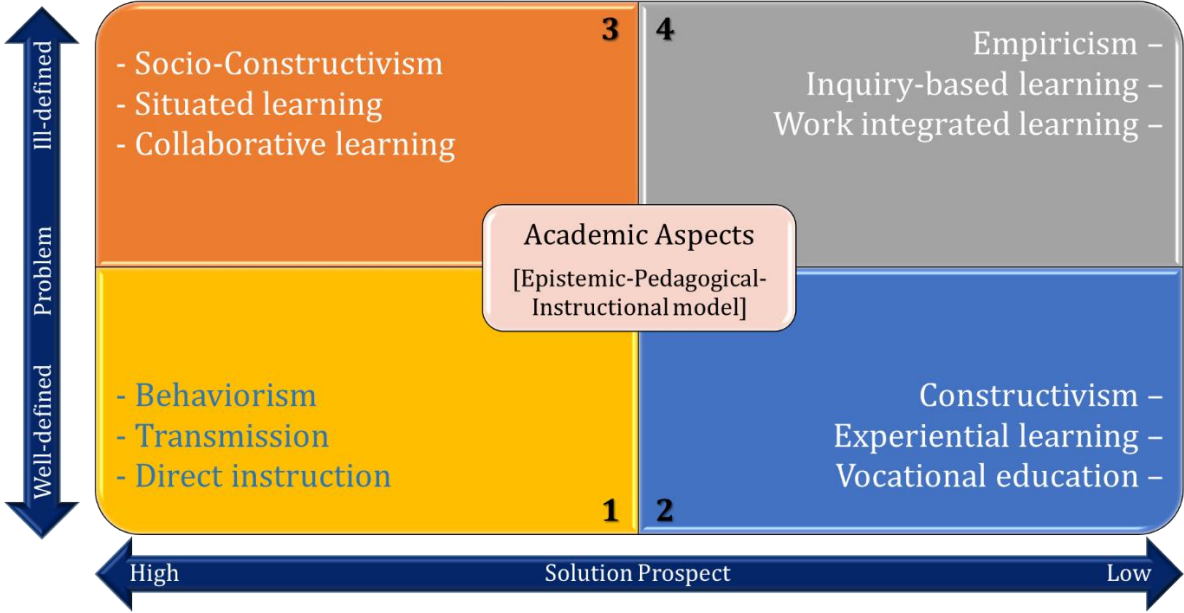 Ill-defined
Problem
Well-defined
3
- Socio-Constructivism
- Situated learning
- Collaborative learning
4
Empiricism –
Inquiry-based learning –
Work integrated learning –
Academic Aspects
[Epistemic-Pedagogical-
Instructional model]
- Behaviorism
- Transmission
- Direct instruction
1
Constructivism –
Experiential learning –
Vocational education –
2
High
Solution Prospect
Low